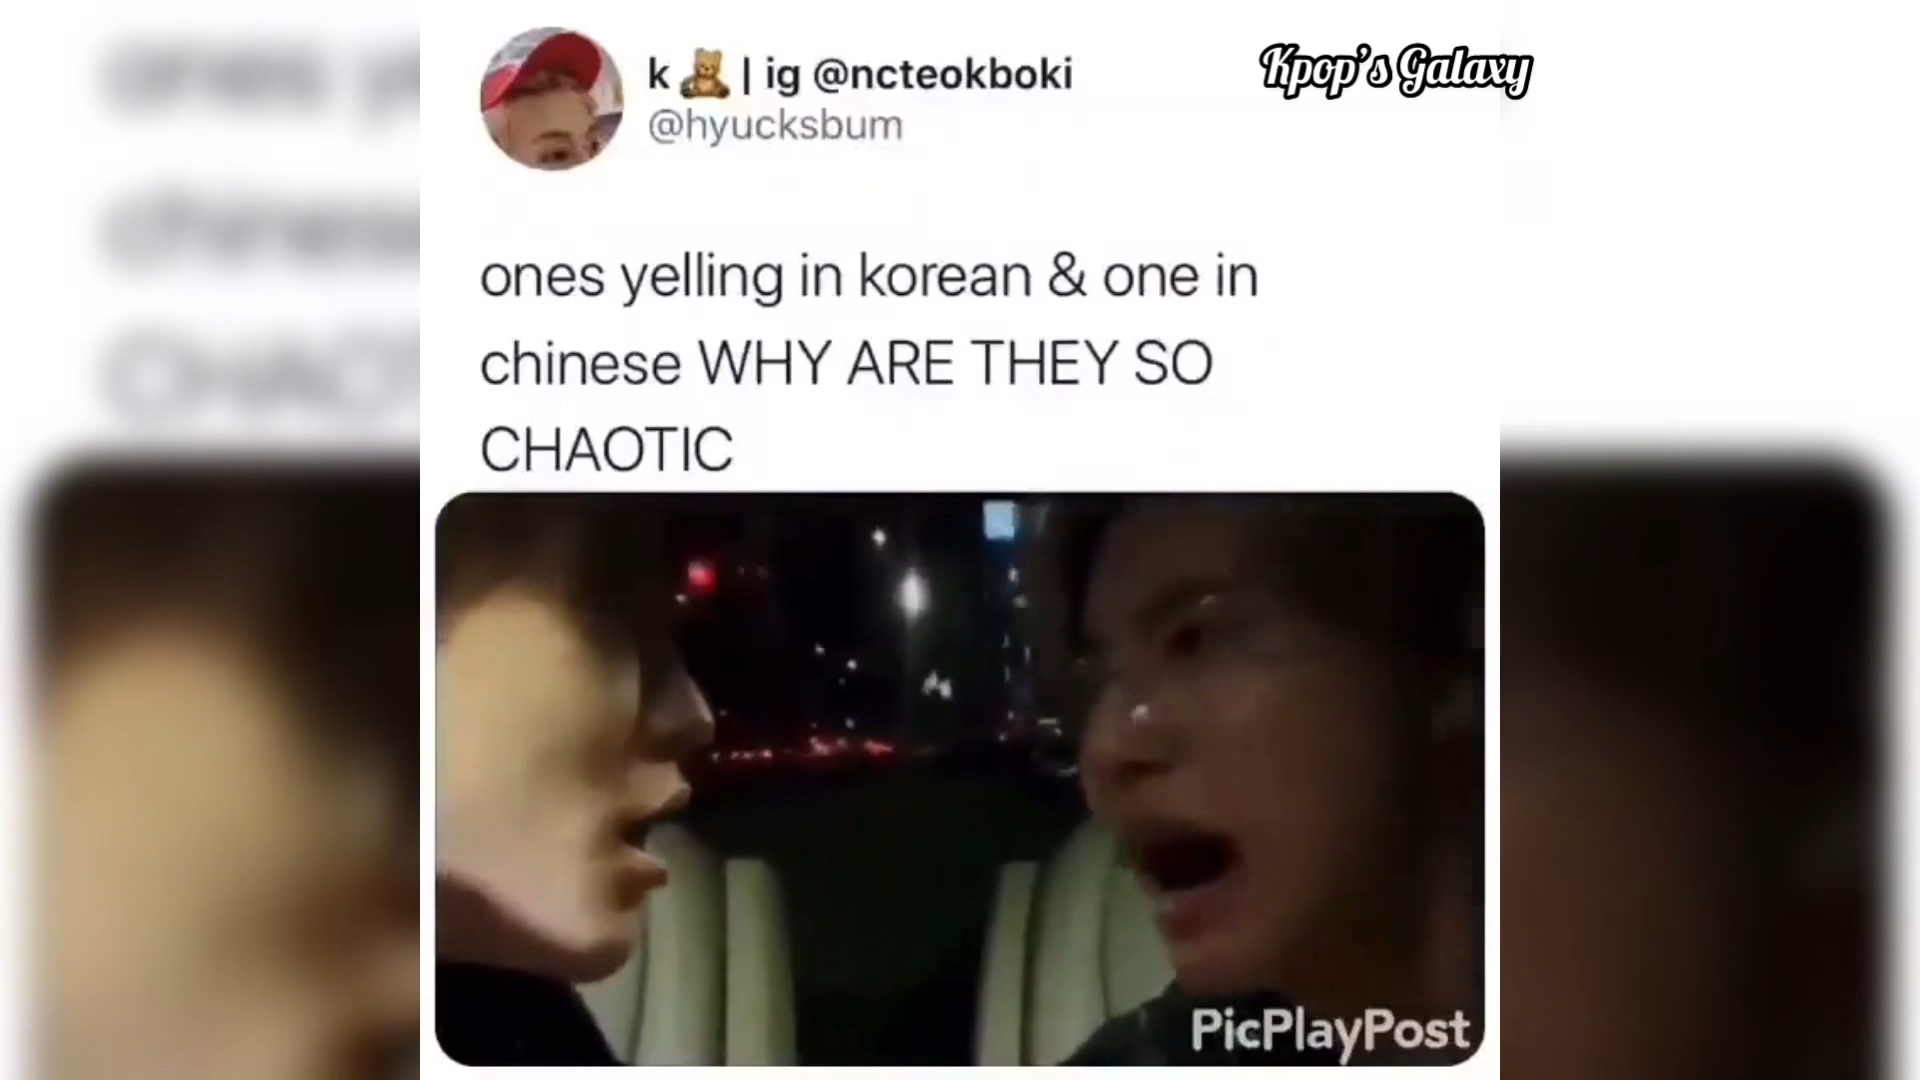 k 🧸 | ig @ncteokboki
Kpop's Galaxy
@hyucksbum
ones yelling in korean & one in
chinese WHY ARE THEY SO
CHAOTIC
PicPlayPost